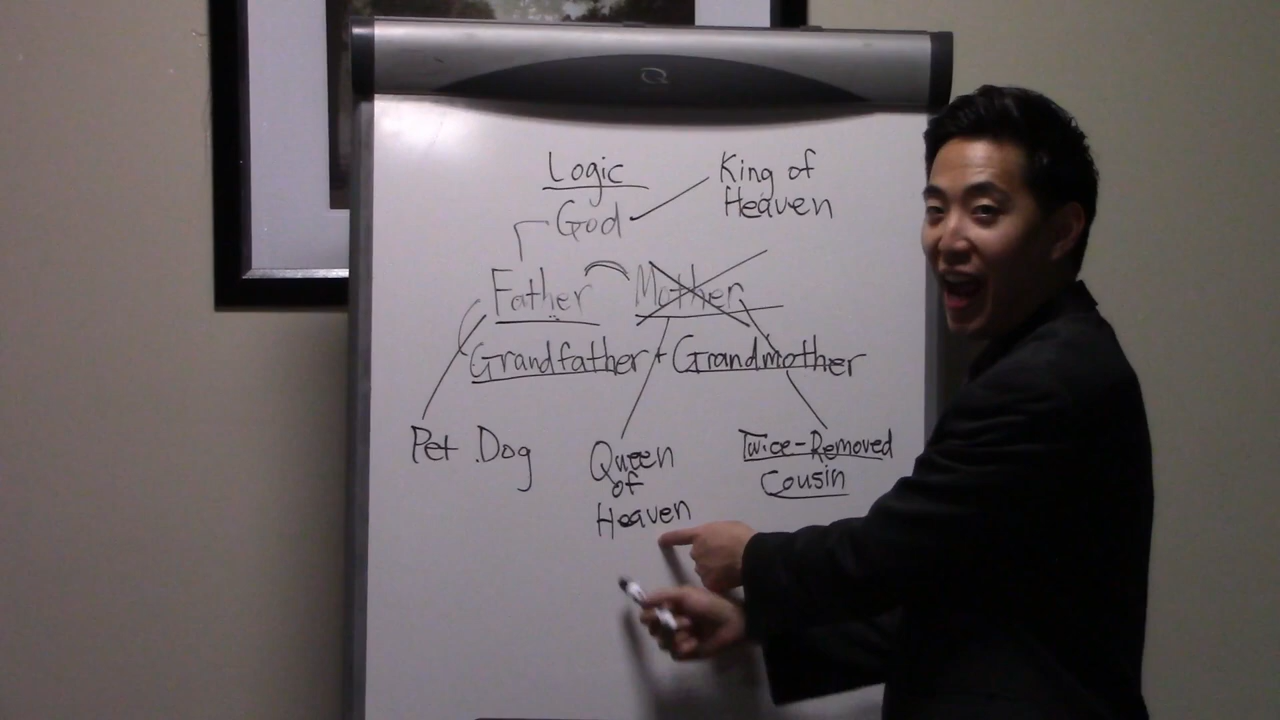 Logic
King of
Heaven
God
Father Mother
Grandfather + Grandmother
Pet Dog
Queen
of
Heaven
Twice-Removed
Cousin